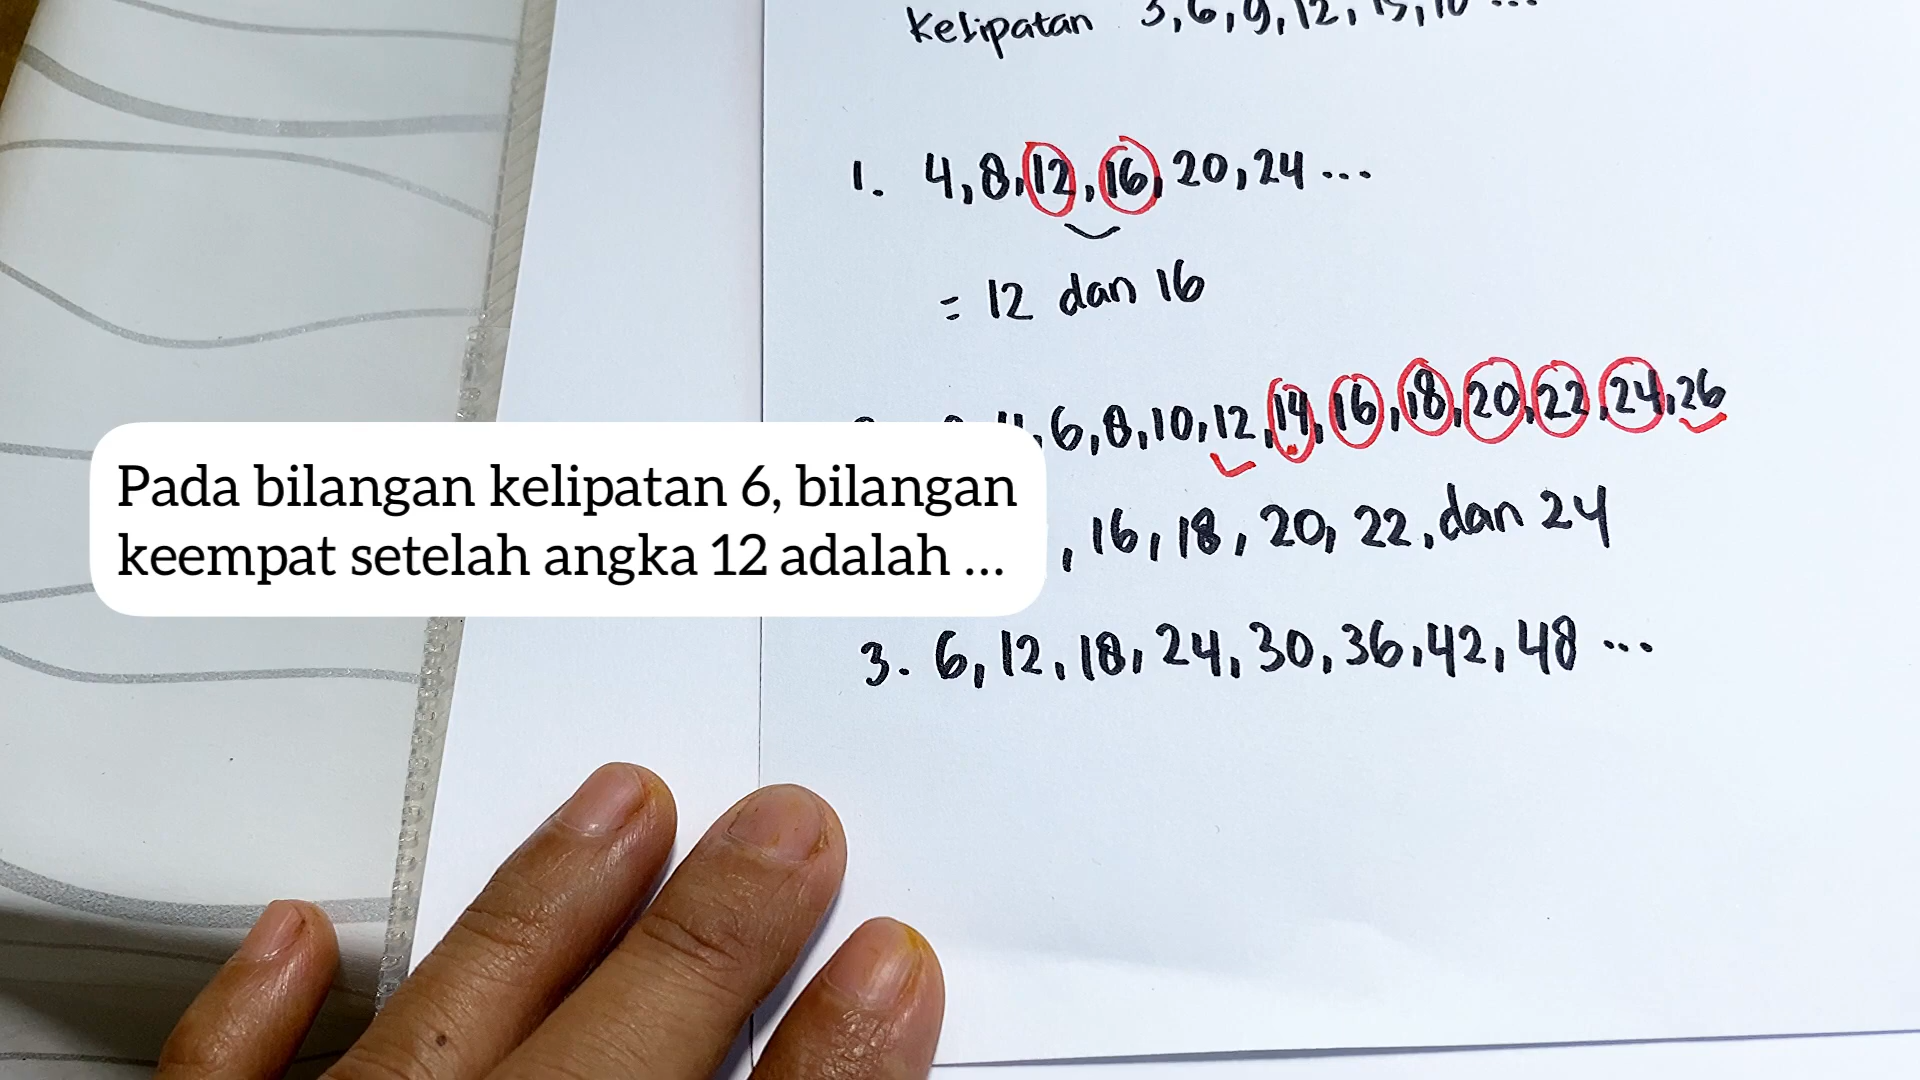 Kelipatan 3, 6, 9, 12, 15, 18 ...
1. 4, 8, 12, 16, 20, 24 ...
= 12 dan 16
6, 8, 10, 12, 14, 16, 18, 20, 22, 24, 26
, 16, 18, 20, 22, dan 24
Pada bilangan kelipatan 6, bilangan
keempat setelah angka 12 adalah ...
3. 6, 12, 18, 24, 30, 36, 42, 48 ...